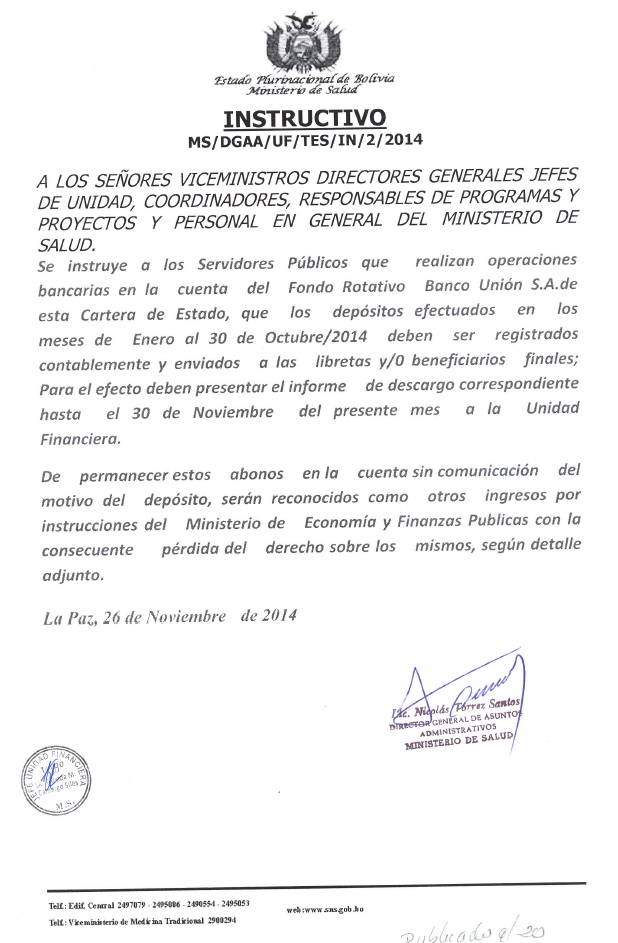 Estado Plurinacional de Bolivia
Ministerio de Salud
INSTRUCTIVO
MS/DGAA/UF/TES/IN/2/2014
A LOS SEÑORES VICEMINISTROS DIRECTORES GENERALES JEFES
DE UNIDAD, COORDINADORES, RESPONSABLES DE PROGRAMAS Y
PROYECTOS Y PERSONAL EN GENERAL DEL MINISTERIO DE
SALUD.
Se instruye a los Servidores Públicos que realizan operaciones
bancarias en la cuenta del Fondo Rotativo Banco Unión S.A.de
esta Cartera de Estado, que los depósitos efectuados en los
meses de Enero al 30 de Octubre/2014 deben ser registrados
contablemente y enviados a las libretas y/0 beneficiarios finales;
Para el efecto deben presentar el informe de descargo correspondiente
hasta el 30 de Noviembre del presente mes a la Unidad
Financiera.
De permanecer estos abonos en la cuenta sin comunicación del
motivo del depósito, serán reconocidos como otros ingresos por
instrucciones del Ministerio de Economía y Finanzas Publicas con la
consecuente pérdida del derecho sobre los mismos, según detalle
adjunto.
La Paz, 26 de Noviembre de 2014
Lic. Nicolás Torrez Santos
DIRECTOR GENERAL DE ASUNTOS
ADMINISTRATIVOS
MINISTERIO DE SALUD
JEFE UNIDAD FINANCIERA
M.S.
Telf.: Edif. Central 2497079 - 2495086 - 2490554 - 2495053
web:www.sns.gob.bo
Telf.: Viceministerio de Medicina Tradicional 2900294
Publicado el 20